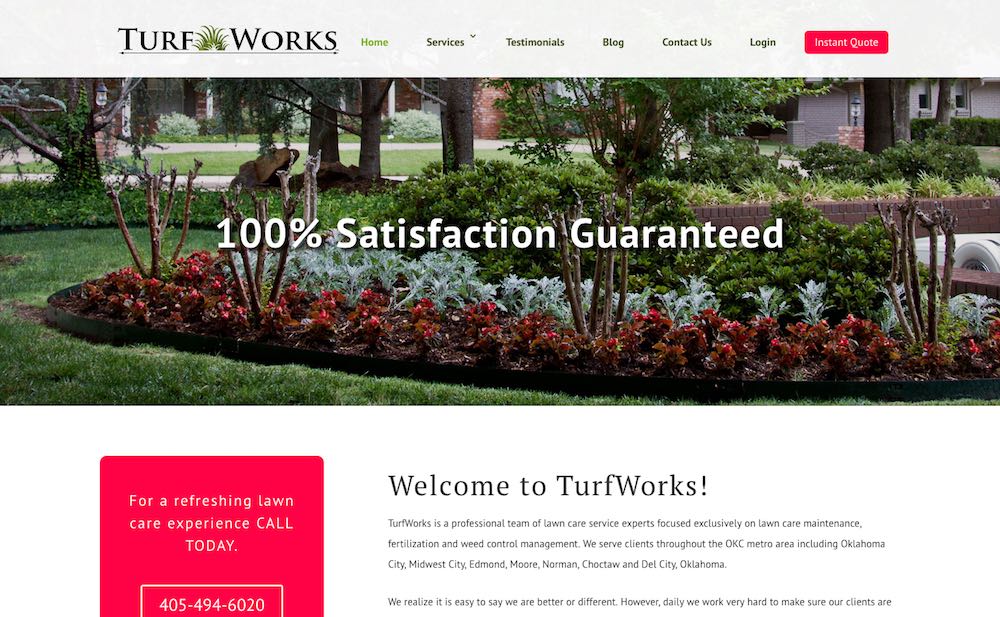 TURF WORKS
Home Services Testimonials Blog Contact Us Login Instant Quote
100% Satisfaction Guaranteed
For a refreshing lawn
care experience CALL
TODAY.
405-494-6020
Welcome to TurfWorks!
TurfWorks is a professional team of lawn care service experts focused exclusively on lawn care maintenance,
fertilization and weed control management. We serve clients throughout the OKC metro area including Oklahoma
City, Midwest City, Edmond, Moore, Norman, Choctaw and Del City, Oklahoma.
We realize it is easy to say we are better or different. However, daily we work very hard to make sure our clients are